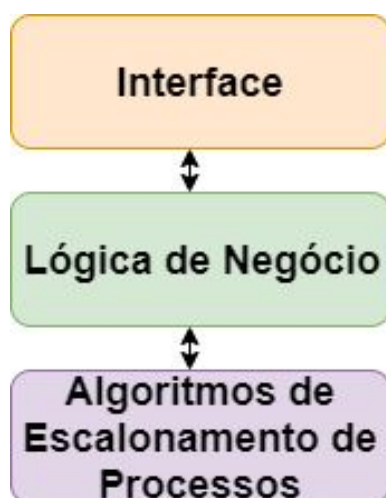 Interface
Lógica de Negócio
Algoritmos de
Escalonamento de
Processos